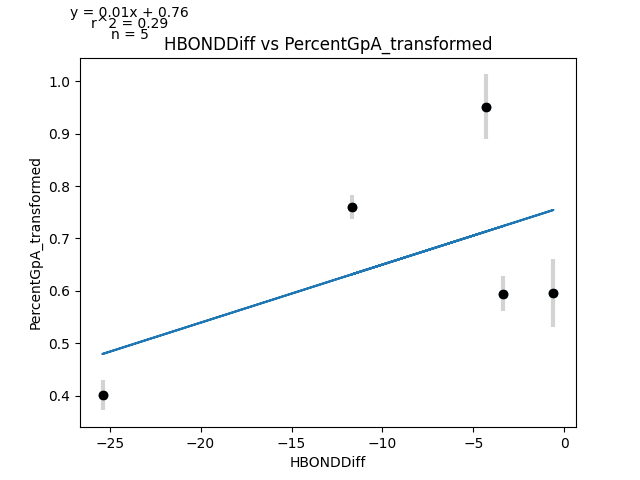 y = 0.01x + 0.76
r^2 = 0.29
n = 5
HBONDDiff vs PercentGpA_transformed
1.0
0.9
0.8
0.7
0.6
0.5
0.4
PercentGpA_transformed
−25
−20
−15
−10
−5
0
HBONDDiff